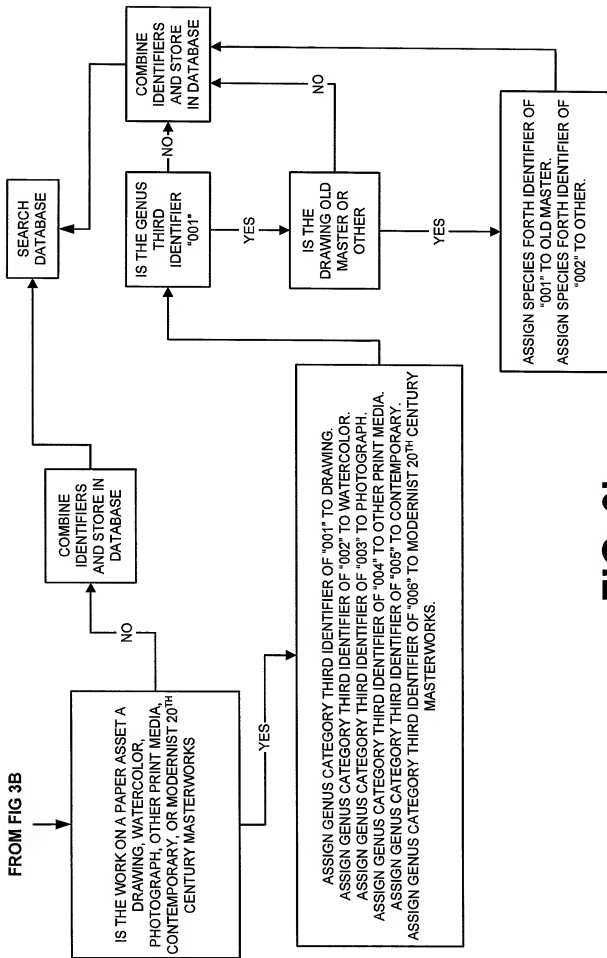 FROM FIG 3B
IS THE WORK ON A PAPER ASSET A
DRAWING, WATERCOLOR,
PHOTOGRAPH, OTHER PRINT MEDIA,
CONTEMPORARY, OR MODERNIST 20TH
CENTURY MASTERWORKS
NO
COMBINE
IDENTIFIERS
AND STORE IN
DATABASE
SEARCH
DATABASE
YES
ASSIGN GENUS CATEGORY THIRD IDENTIFIER OF "001" TO DRAWING.
ASSIGN GENUS CATEGORY THIRD IDENTIFIER OF "002" TO WATERCOLOR.
ASSIGN GENUS CATEGORY THIRD IDENTIFIER OF "003" TO PHOTOGRAPH.
ASSIGN GENUS CATEGORY THIRD IDENTIFIER OF "004" TO OTHER PRINT MEDIA.
ASSIGN GENUS CATEGORY THIRD IDENTIFIER OF "005" TO CONTEMPORARY.
ASSIGN GENUS CATEGORY THIRD IDENTIFIER OF "006" TO MODERNIST 20TH CENTURY
MASTERWORKS.
IS THE GENUS
THIRD
IDENTIFIER
"001"
NO
COMBINE
IDENTIFIERS
AND STORE
IN DATABASE
YES
IS THE
DRAWING OLD
MASTER OR
OTHER
NO
YES
ASSIGN SPECIES FORTH IDENTIFIER OF
"001" TO OLD MASTER.
ASSIGN SPECIES FORTH IDENTIFIER OF
"002" TO OTHER.